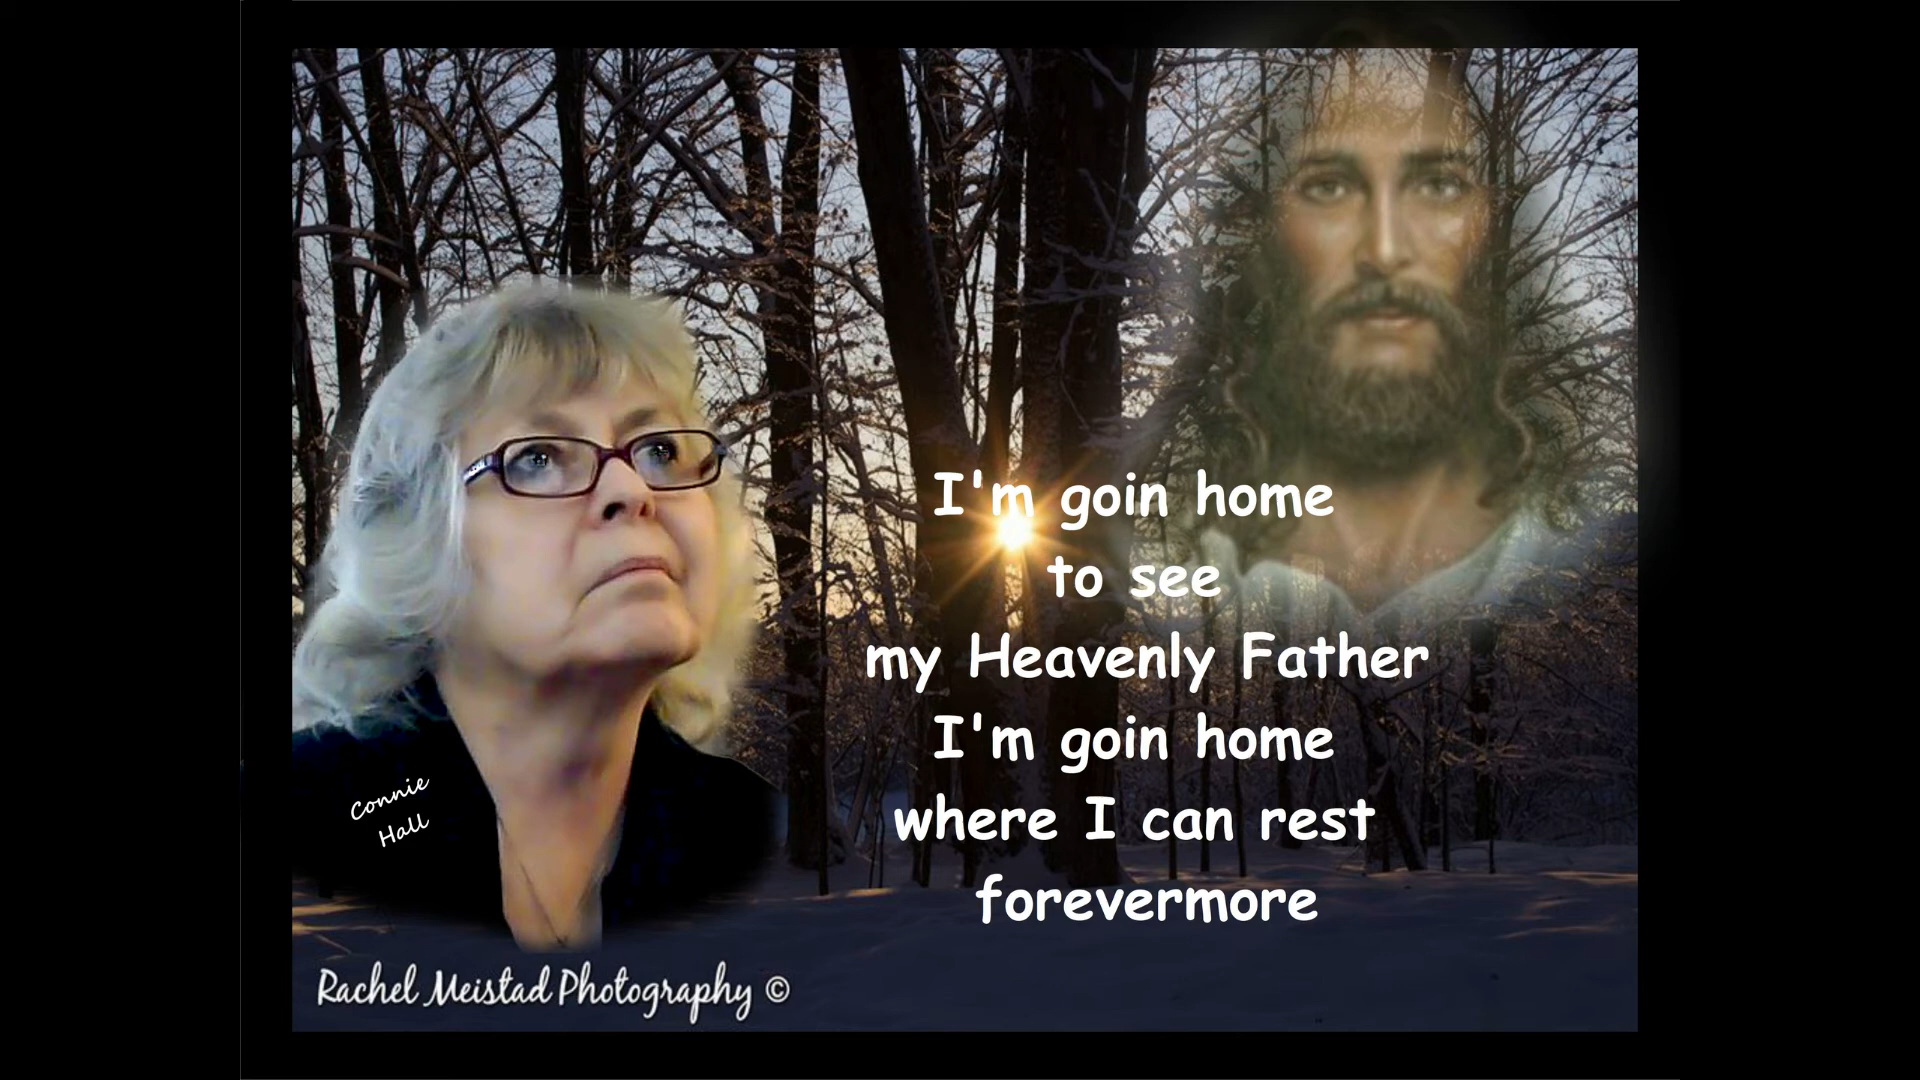 I'm goin home
to see
my Heavenly Father
I'm goin home
where I can rest
forevermore
Connie
Hall
Rachel Meistad Photography ©